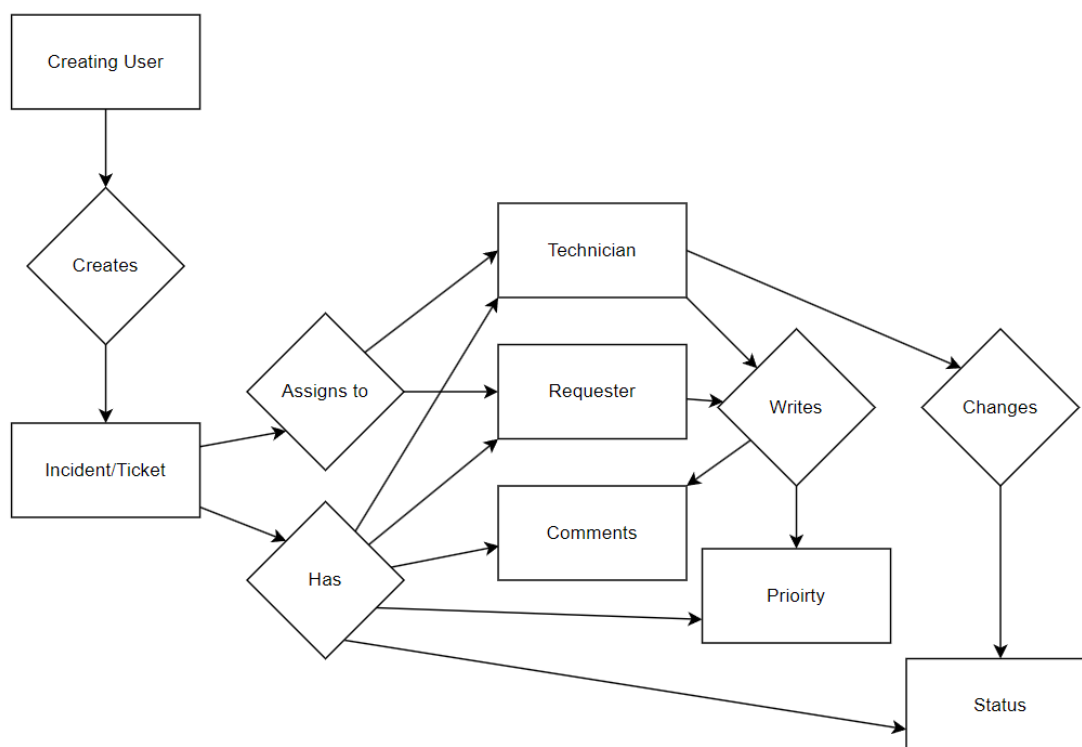 Creating User
Creates
Technician
Assigns to
Requester
Writes
Changes
Incident/Ticket
Comments
Has
Prioirty
Status